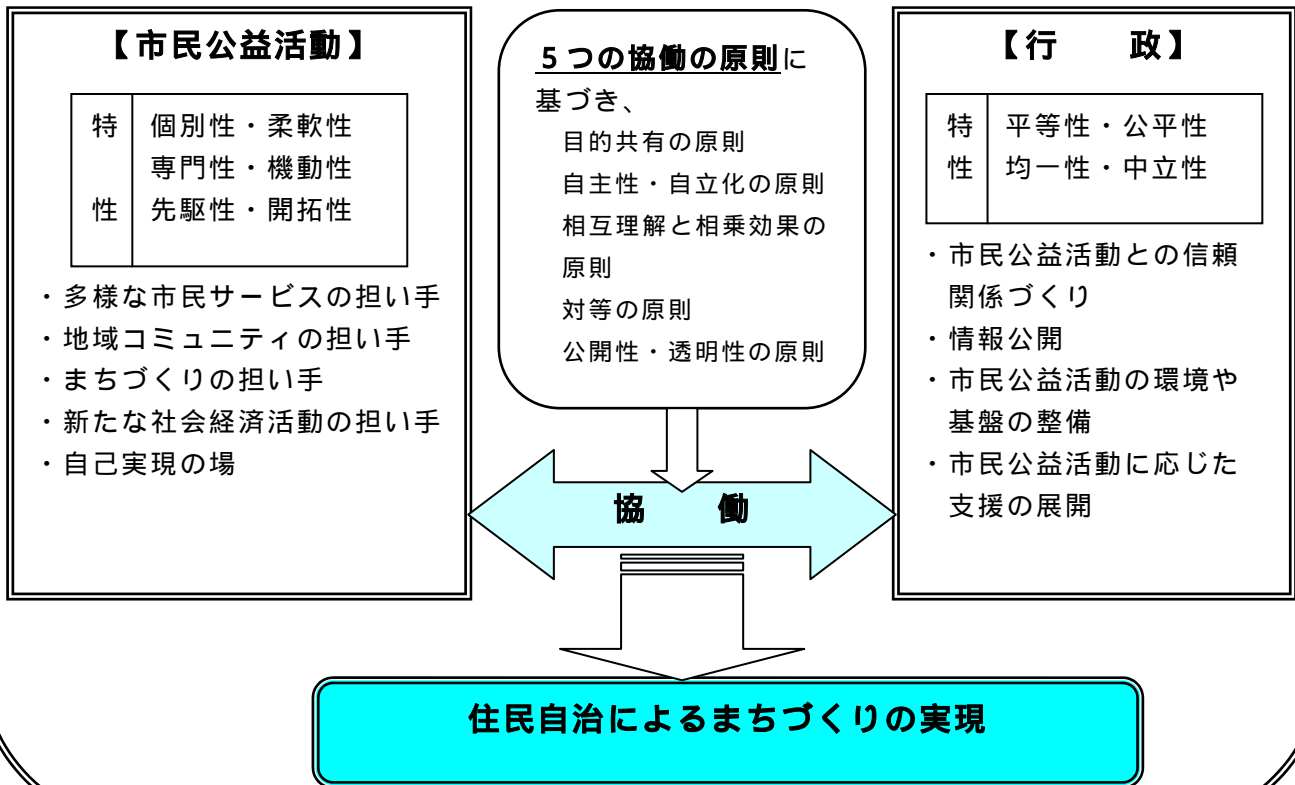 【市民公益活動】
特性
個別性・柔軟性
専門性・機動性
先駆性・開拓性
・多様な市民サービスの担い手
・地域コミュニティの担い手
・まちづくりの担い手
・新たな社会経済活動の担い手
・自己実現の場
５つの協働の原則に
基づき、
目的共有の原則
自主性・自立化の原則
相互理解と相乗効果の
原則
対等の原則
公開性・透明性の原則
【行　　政】
特性
平等性・公平性
均一性・中立性
・市民公益活動との信頼
関係づくり
・情報公開
・市民公益活動の環境や
基盤の整備
・市民公益活動に応じた
支援の展開
協　　働
住民自治によるまちづくりの実現